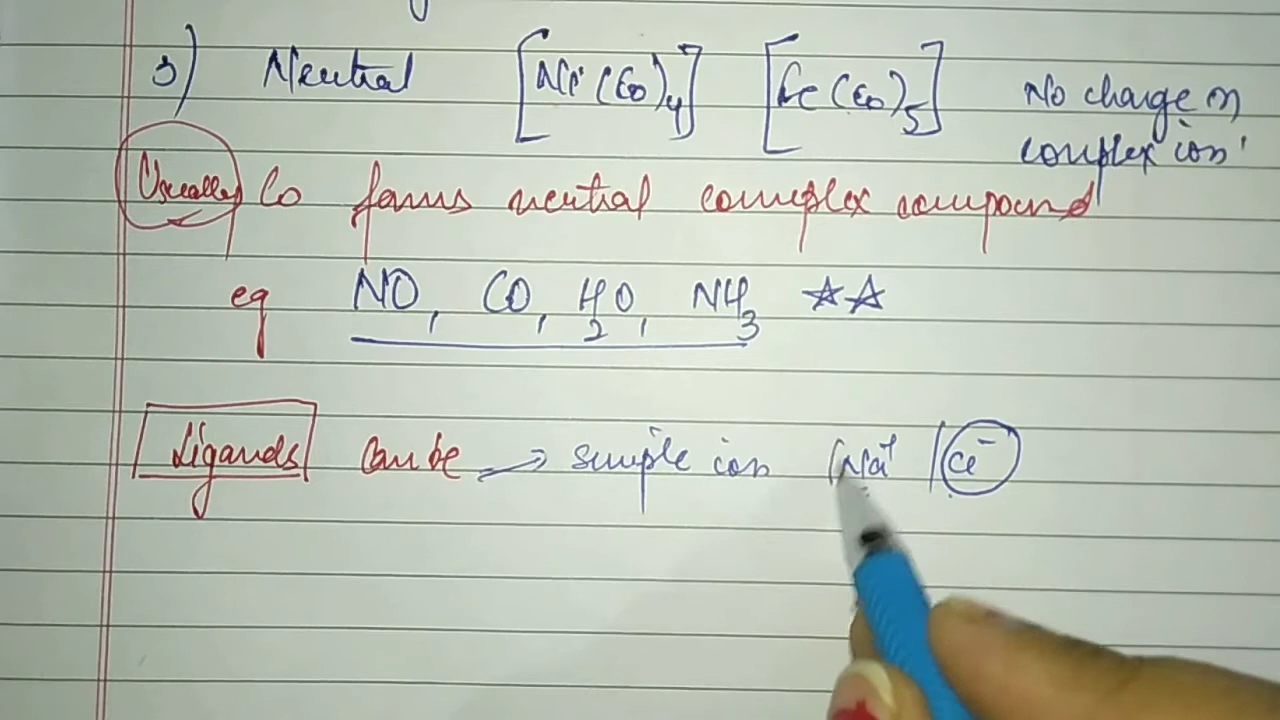 3) Neutral [Ni(CO)4] [Fe(CO)5] No charge on
complex ion
Usually CO forms neutral complex compound
eg NO, CO, H2O, NH3 ☆☆
Ligands can be → simple ion (Na+ | Cl-